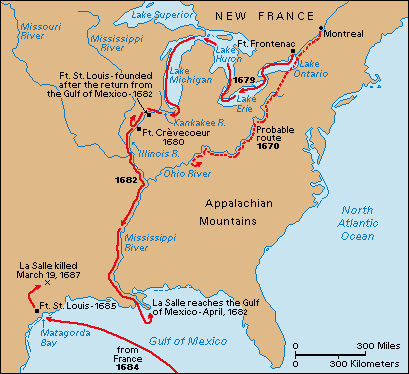 Missouri
River
Lake Superior
NEW FRANCE
Mississippi
River
Lake
Huron
Ft. Frontenac
Montreal
Ft. St. Louis-founded
after the return from
the Gulf of Mexico-1682
Lake
Michigan
1679
Lake
Ontario
Lake
Erie
Kankakee R.
Ft. Crèvecoeur
1680
Probable
route
1670
Illinois R.
1682
Ohio River
Appalachian
Mountains
North
Atlantic
Ocean
Mississippi
River
La Salle killed
March 19, 1687
Ft. St. Louis-1685
La Salle reaches the Gulf
of Mexico-April, 1682
Matagorda
Bay
Gulf of Mexico
from
France
1684
0 300 Miles
0 300 Kilometers